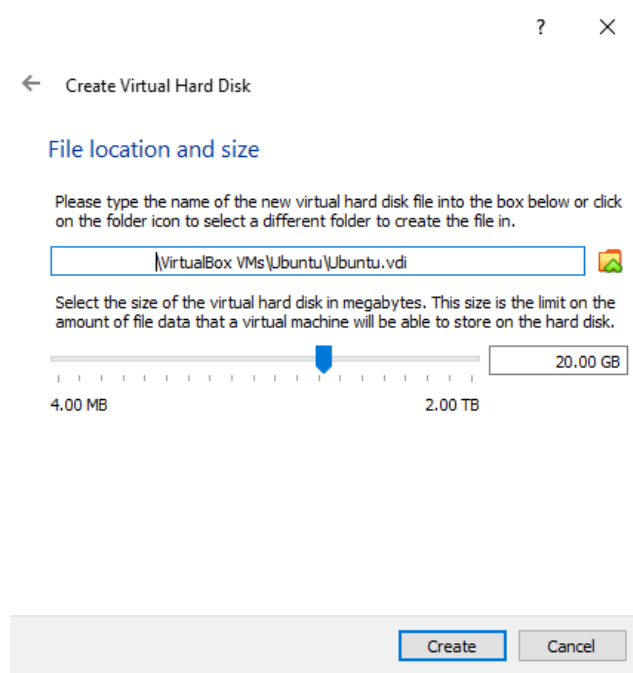 ?
Create Virtual Hard Disk
File location and size
Please type the name of the new virtual hard disk file into the box below or click
on the folder icon to select a different folder to create the file in.
\VirtualBox VMs\Ubuntu\Ubuntu.vdi
Select the size of the virtual hard disk in megabytes. This size is the limit on the
amount of file data that a virtual machine will be able to store on the hard disk.
20.00 GB
4.00 MB 2.00 TB
Create Cancel